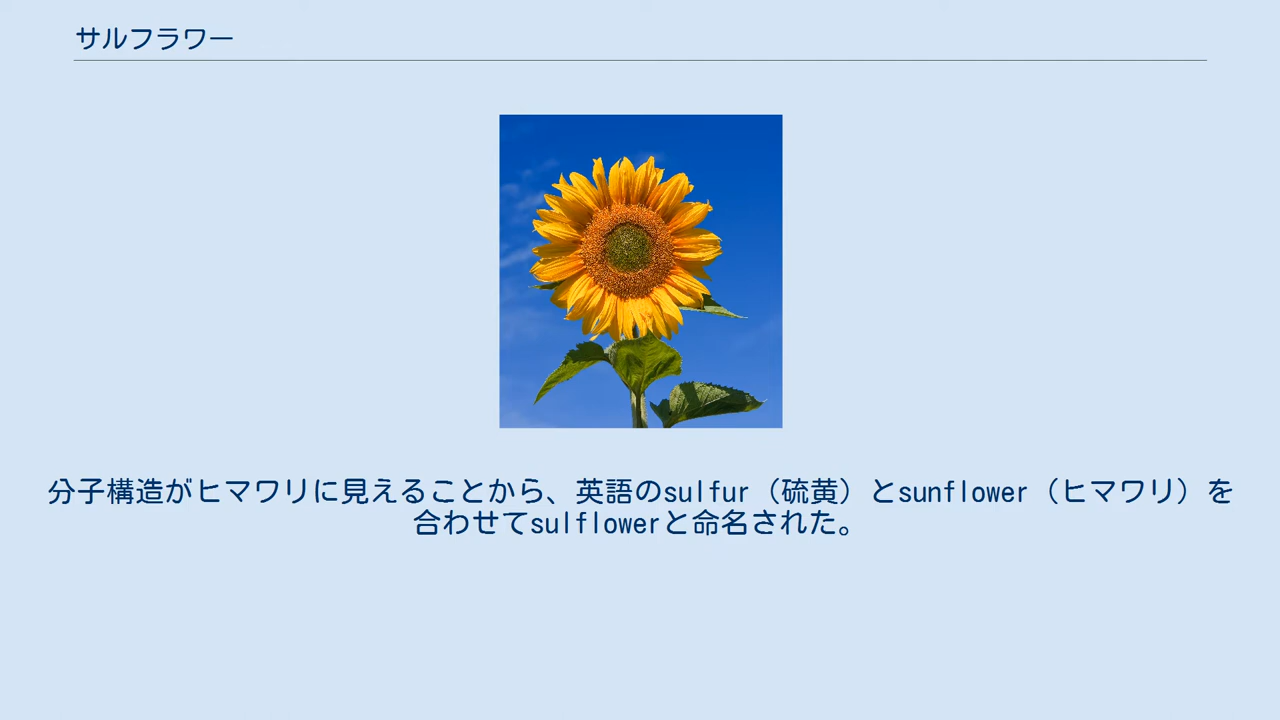 サルフラワー
分子構造がヒマワリに見えることから、英語のsulfur（硫黄）とsunflower（ヒマワリ）を
合わせてsulflowerと命名された。